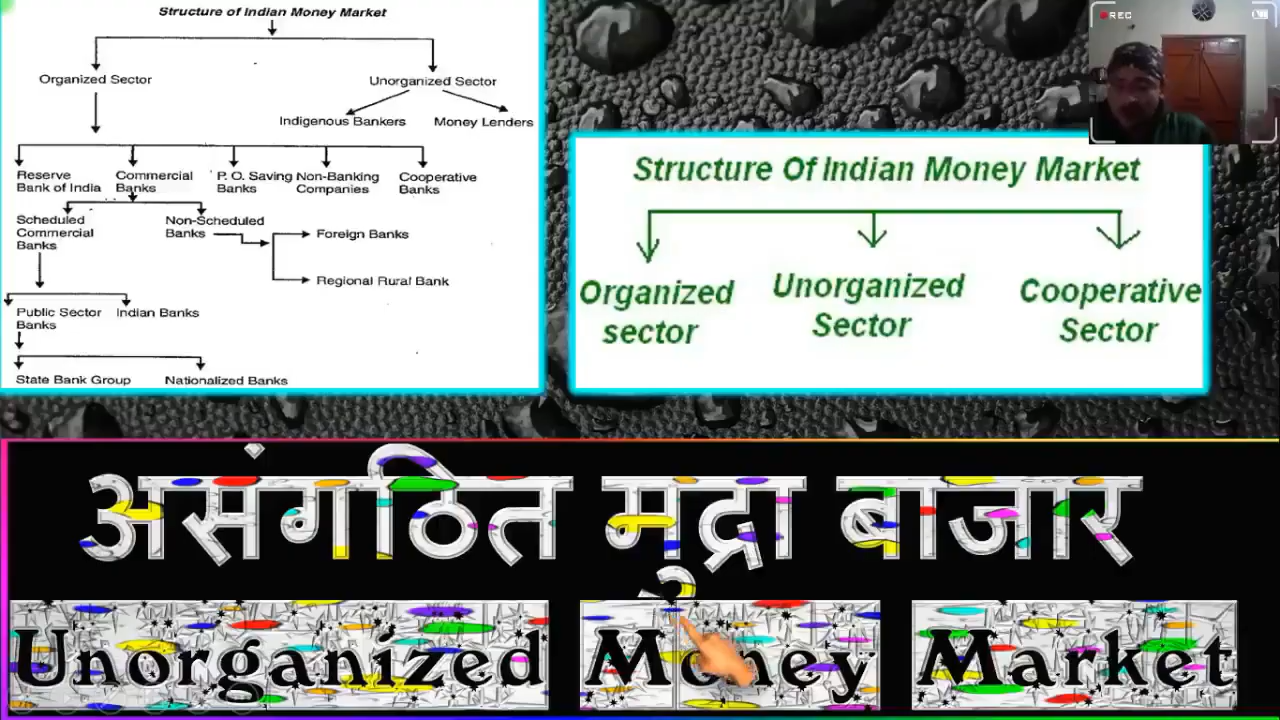 Structure of Indian Money Market
Organized Sector
Unorganized Sector
Indigenous Bankers
Money Lenders
Reserve Bank of India
Commercial Banks
P. O. Saving Banks
Non-Banking Companies
Cooperative Banks
Scheduled Commercial Banks
Non-Scheduled Banks
Foreign Banks
Regional Rural Bank
Public Sector Banks
Indian Banks
State Bank Group
Nationalized Banks
REC
Structure Of Indian Money Market
Organized sector
Unorganized Sector
Cooperative Sector
असंगठित मुद्रा बाजार
Unorganized Money Market